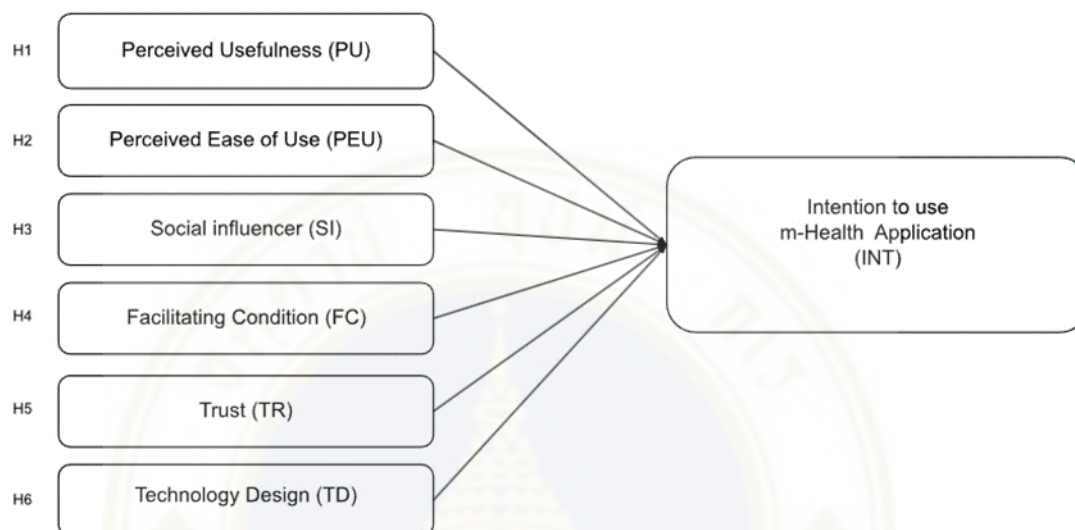 H1
Perceived Usefulness (PU)
H2
Perceived Ease of Use (PEU)
H3
Social influencer (SI)
H4
Facilitating Condition (FC)
H5
Trust (TR)
H6
Technology Design (TD)
Intention to use
m-Health Application
(INT)